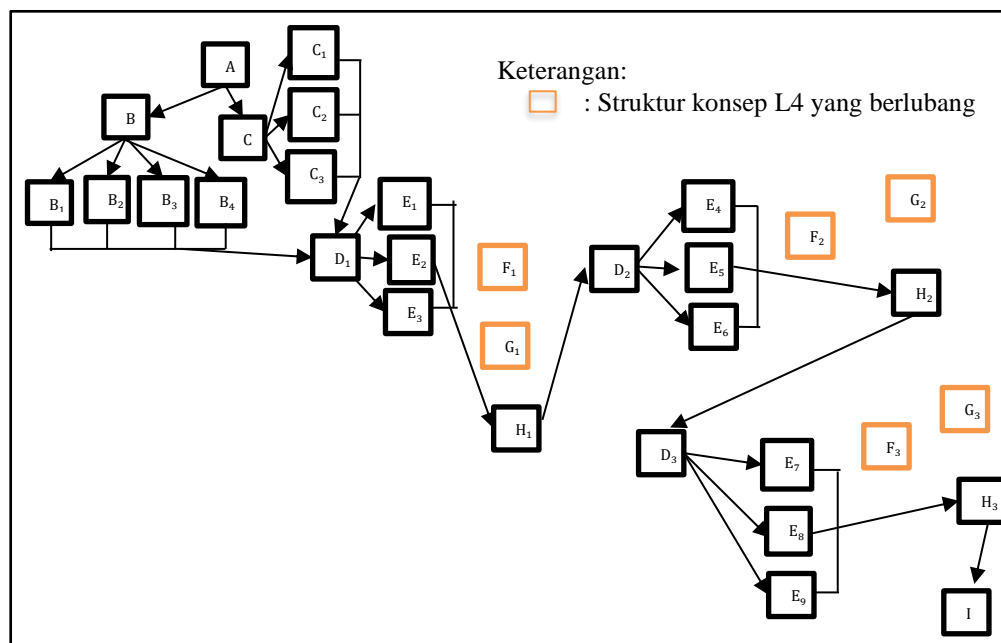 Keterangan:
: Struktur konsep L4 yang berlubang
A
B
C
C₁
C₂
C₃
B₁
B₂
B₃
B₄
D₁
E₁
E₂
E₃
F₁
G₁
H₁
D₂
E₄
E₅
E₆
F₂
G₂
H₂
D₃
E₇
E₈
E₉
F₃
G₃
H₃
I